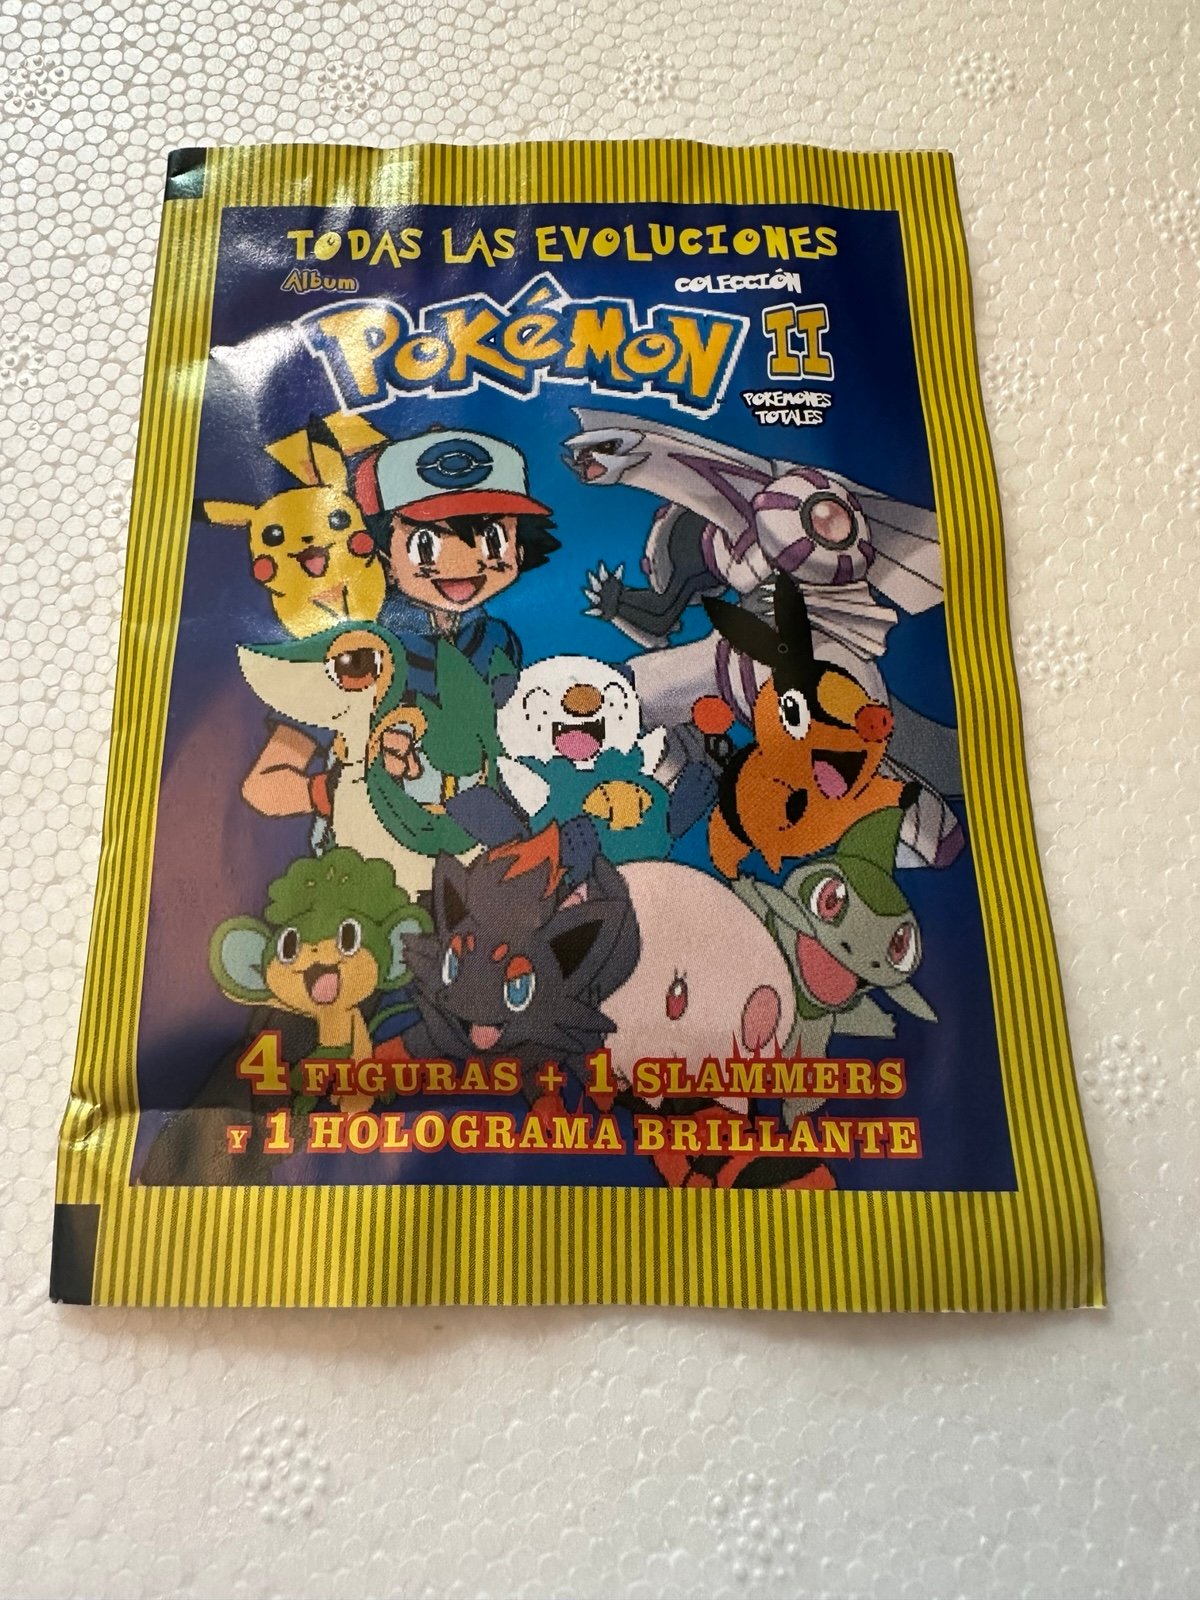 TODAS LAS EVOLUCIONES
Album
COLECCIÓN
POKéMON II
POKEMONES
TOTALES
4 FIGURAS + 1 SLAMMERS
Y 1 HOLOGRAMA BRILLANTE